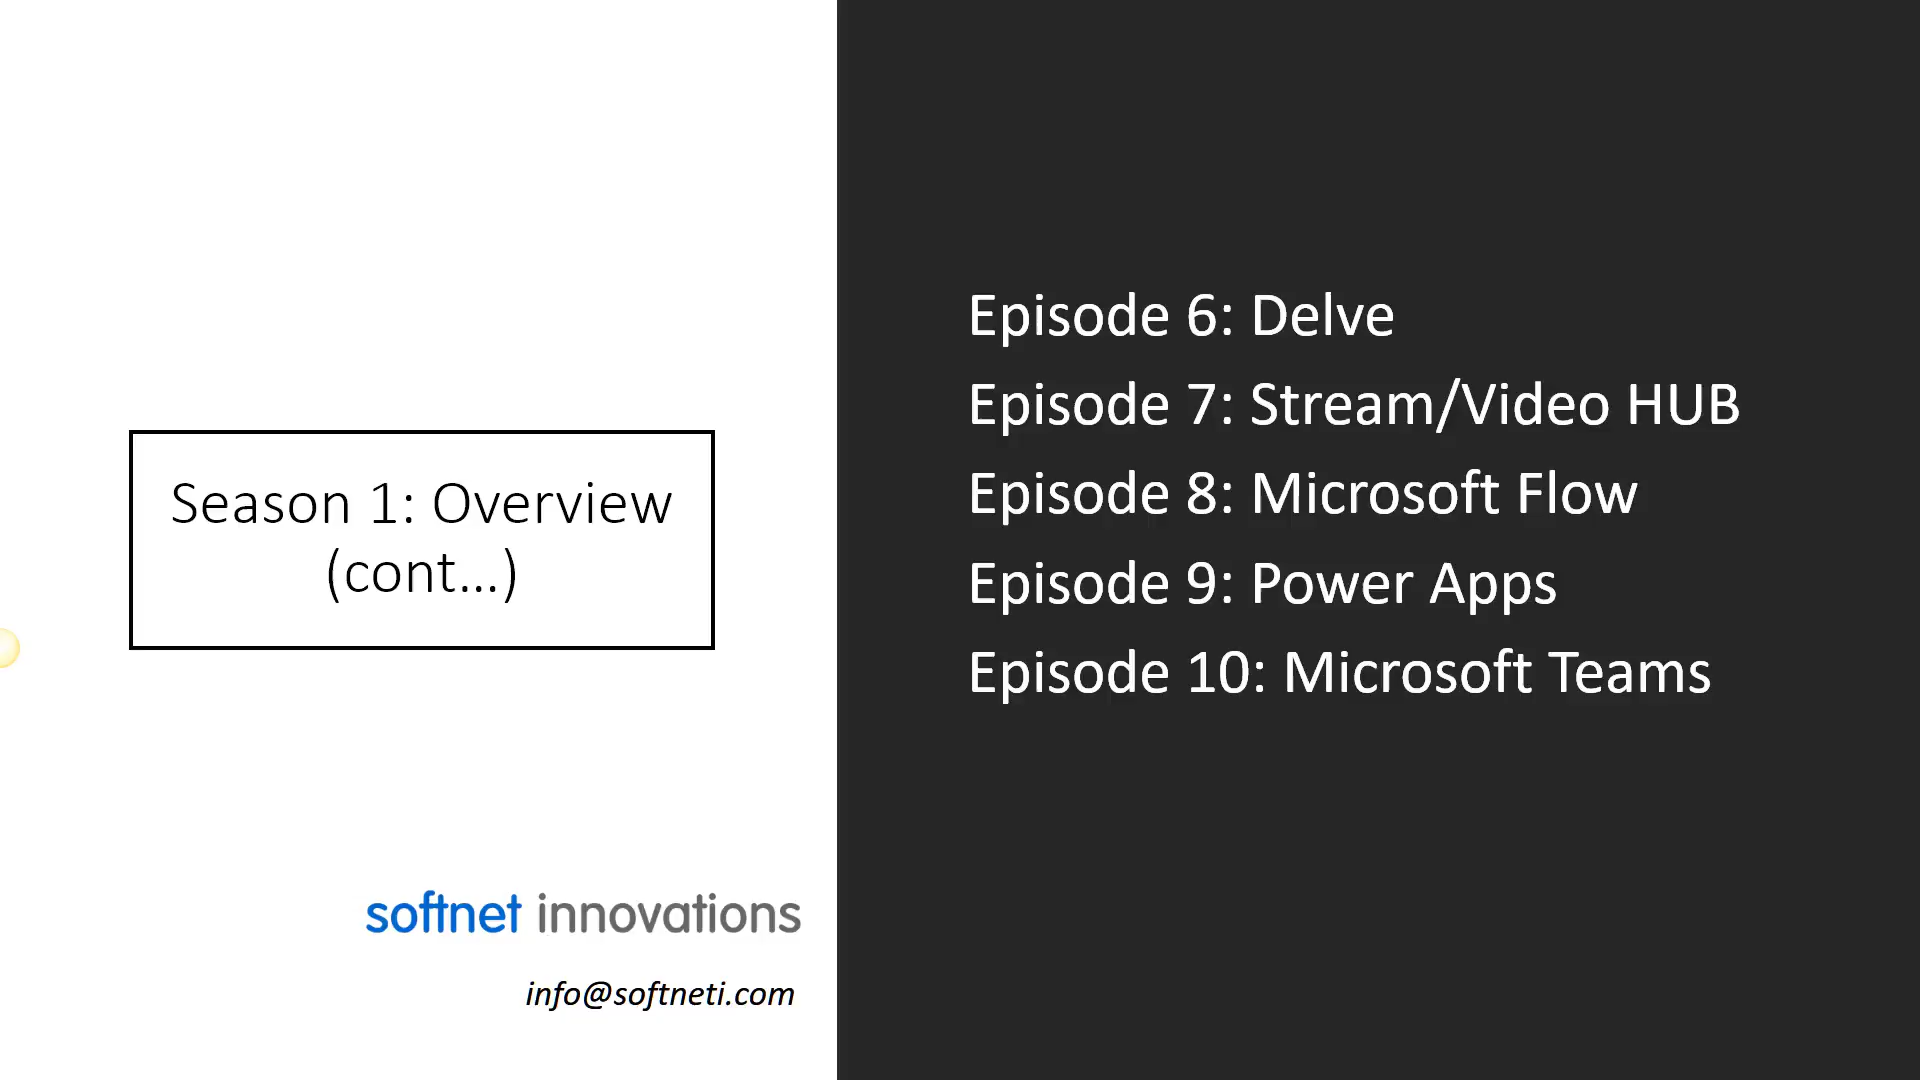 Season 1: Overview
(cont...)
softnet innovations
info@softneti.com
Episode 6: Delve
Episode 7: Stream/Video HUB
Episode 8: Microsoft Flow
Episode 9: Power Apps
Episode 10: Microsoft Teams